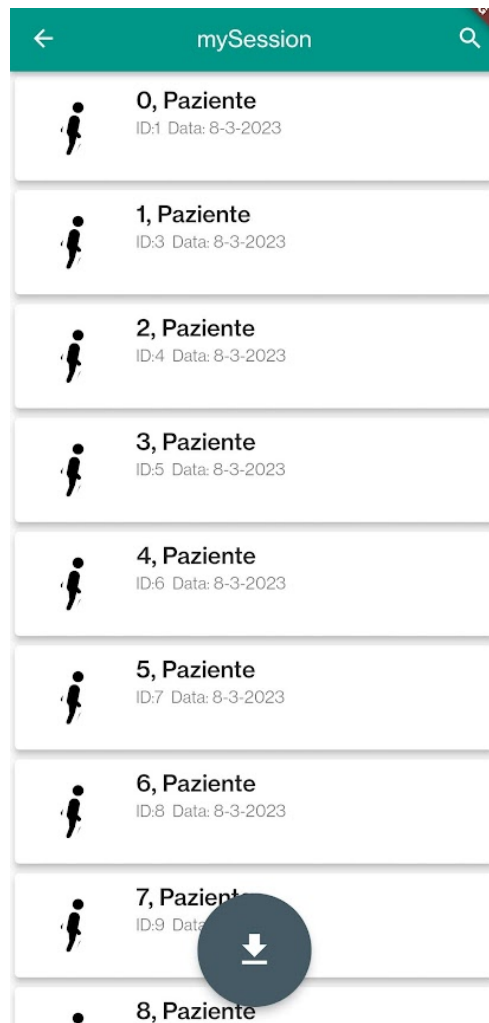 mySession
0, Paziente
ID:1 Data: 8-3-2023
1, Paziente
ID:3 Data: 8-3-2023
2, Paziente
ID:4 Data: 8-3-2023
3, Paziente
ID:5 Data: 8-3-2023
4, Paziente
ID:6 Data: 8-3-2023
5, Paziente
ID:7 Data: 8-3-2023
6, Paziente
ID:8 Data: 8-3-2023
7, Paziente
ID:9 Data
8, Paziente